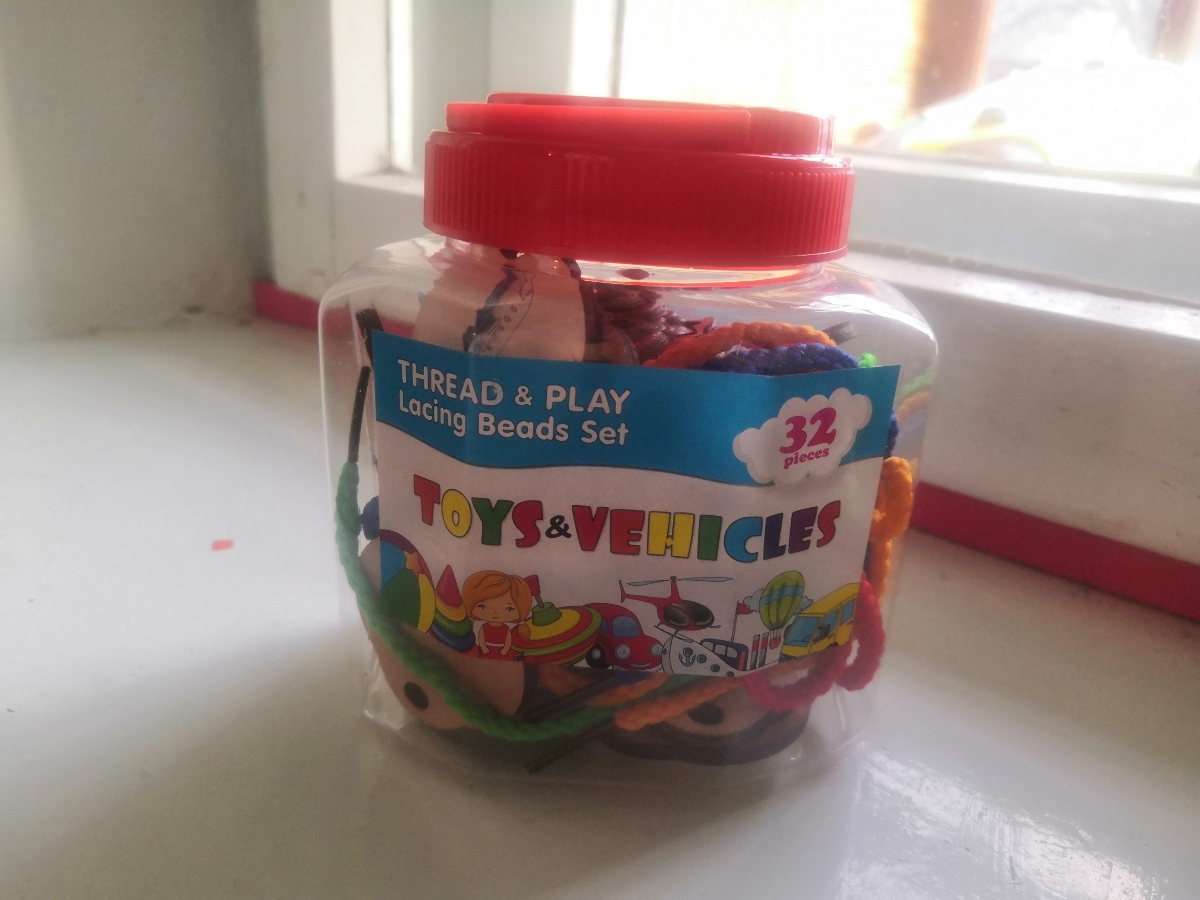 THREAD & PLAY
Lacing Beads Set
32
pieces
TOYS & VEHICLES